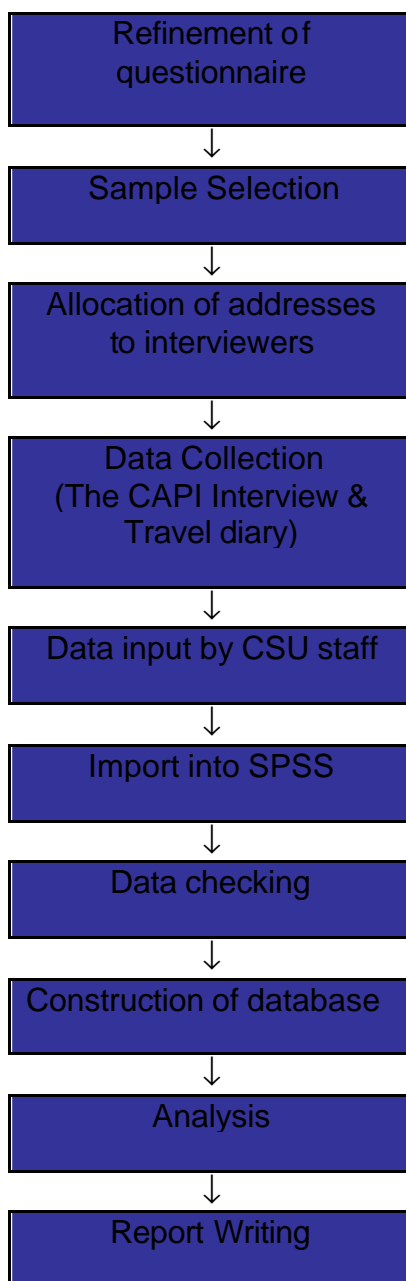 Refinement of
questionnaire
↓
Sample Selection
↓
Allocation of addresses
to interviewers
↓
Data Collection
(The CAPI Interview &
Travel diary)
↓
Data input by CSU staff
↓
Import into SPSS
↓
Data checking
↓
Construction of database
↓
Analysis
↓
Report Writing